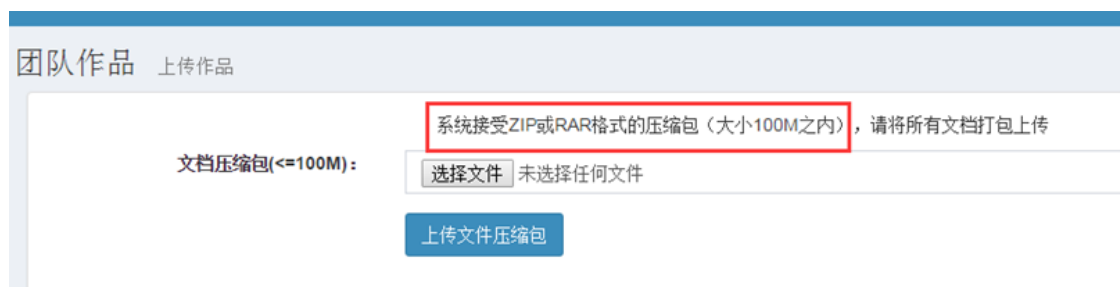 团队作品 上传作品
系统接受ZIP或RAR格式的压缩包（大小100M之内），请将所有文档打包上传
文档压缩包(<=100M)：
选择文件 未选择任何文件
上传文件压缩包